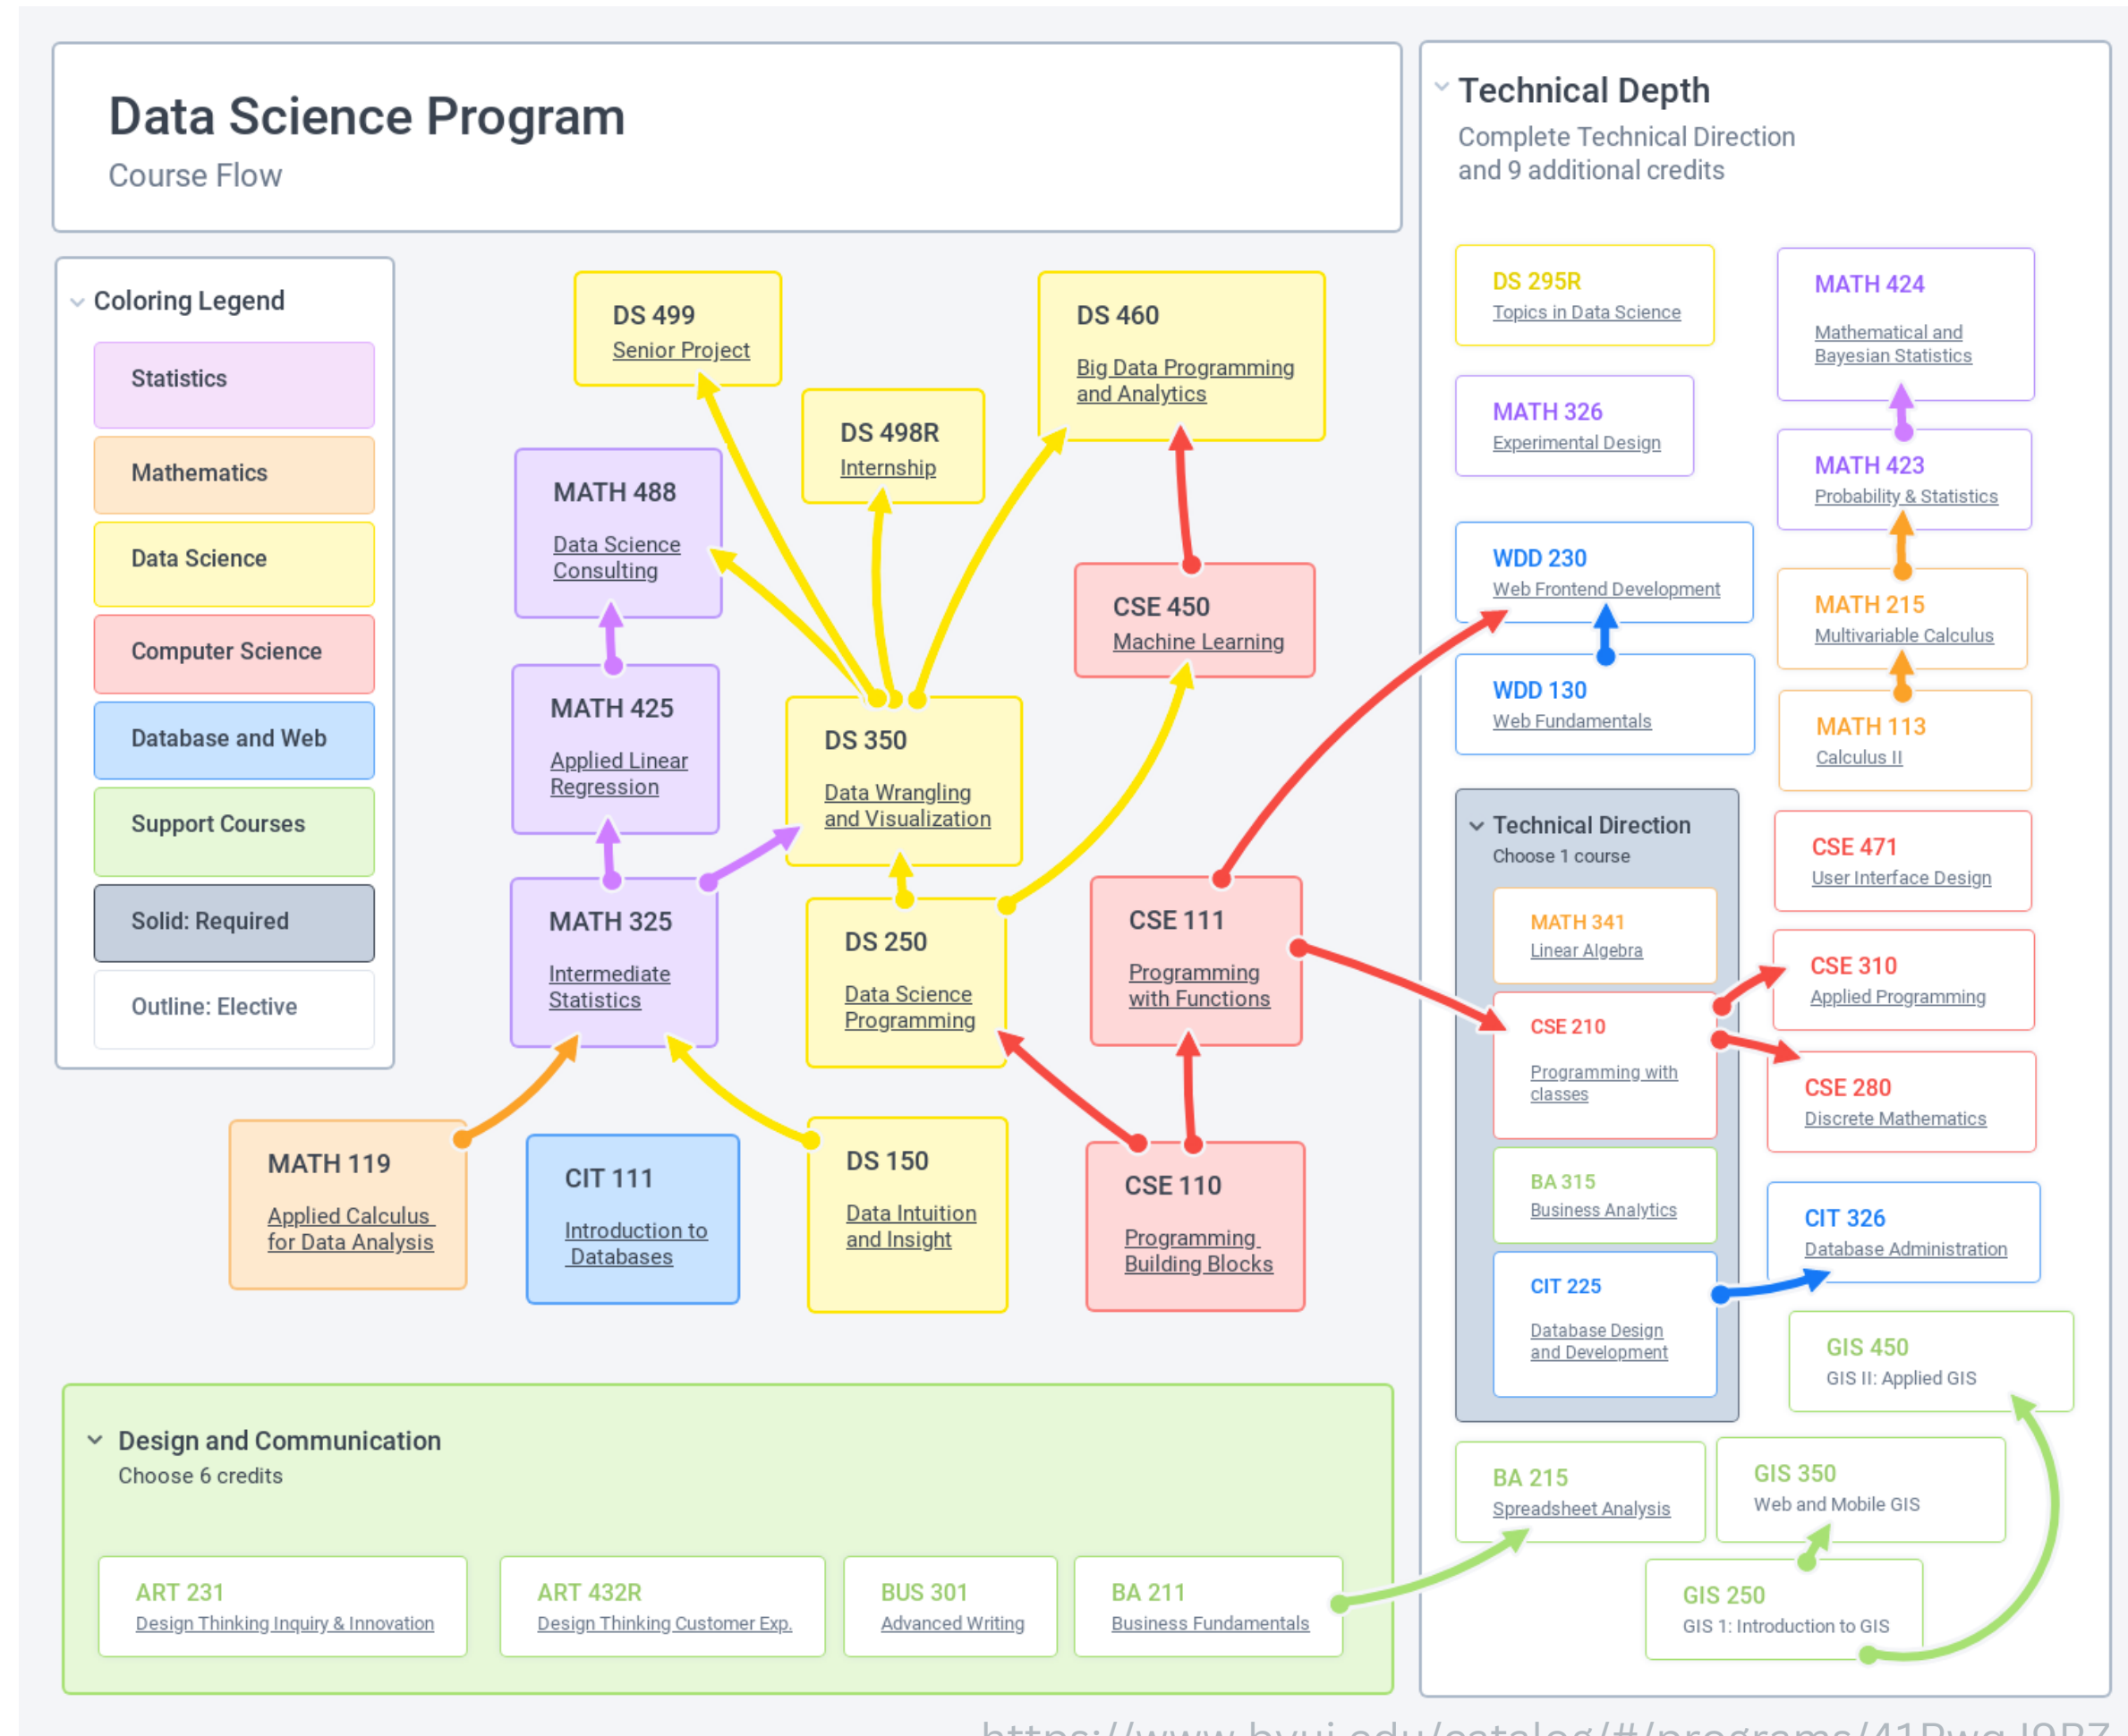 Data Science Program
Course Flow
Coloring Legend
Statistics
Mathematics
Data Science
Computer Science
Database and Web
Support Courses
Solid: Required
Outline: Elective
DS 499
Senior Project
DS 498R
Internship
DS 460
Big Data Programming
and Analytics
MATH 488
Data Science
Consulting
CSE 450
Machine Learning
MATH 425
Applied Linear
Regression
DS 350
Data Wrangling
and Visualization
MATH 325
Intermediate
Statistics
DS 250
Data Science
Programming
CSE 111
Programming
with Functions
MATH 119
Applied Calculus
for Data Analysis
CIT 111
Introduction to
Databases
DS 150
Data Intuition
and Insight
CSE 110
Programming
Building Blocks
Design and Communication
Choose 6 credits
ART 231
Design Thinking Inquiry & Innovation
ART 432R
Design Thinking Customer Exp.
BUS 301
Advanced Writing
BA 211
Business Fundamentals
Technical Depth
Complete Technical Direction
and 9 additional credits
DS 295R
Topics in Data Science
MATH 326
Experimental Design
WDD 230
Web Frontend Development
WDD 130
Web Fundamentals
MATH 424
Mathematical and
Bayesian Statistics
MATH 423
Probability & Statistics
MATH 215
Multivariable Calculus
MATH 113
Calculus II
Technical Direction
Choose 1 course
MATH 341
Linear Algebra
CSE 210
Programming with
classes
BA 315
Business Analytics
CIT 225
Database Design
and Development
CSE 471
User Interface Design
CSE 310
Applied Programming
CSE 280
Discrete Mathematics
CIT 326
Database Administration
GIS 450
GIS II: Applied GIS
BA 215
Spreadsheet Analysis
GIS 350
Web and Mobile GIS
GIS 250
GIS 1: Introduction to GIS